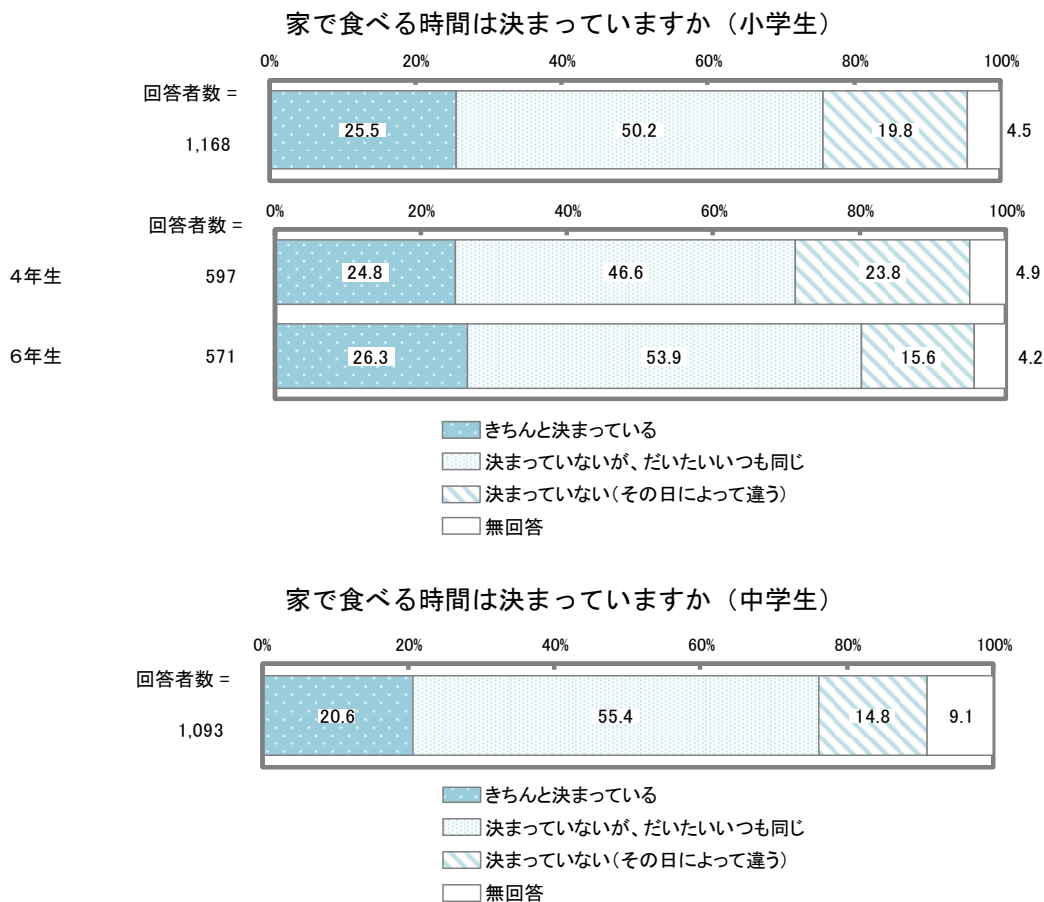 家で食べる時間は決まっていますか（小学生）
0% 20% 40% 60% 80% 100%
回答者数 =
1,168 25.5 50.2 19.8 4.5
0% 20% 40% 60% 80% 100%
回答者数 =
４年生 597 24.8 46.6 23.8 4.9
６年生 571 26.3 53.9 15.6 4.2
きちんと決まっている
決まっていないが、だいたいいつも同じ
決まっていない（その日によって違う）
無回答
家で食べる時間は決まっていますか（中学生）
0% 20% 40% 60% 80% 100%
回答者数 =
1,093 20.6 55.4 14.8 9.1
きちんと決まっている
決まっていないが、だいたいいつも同じ
決まっていない（その日によって違う）
無回答